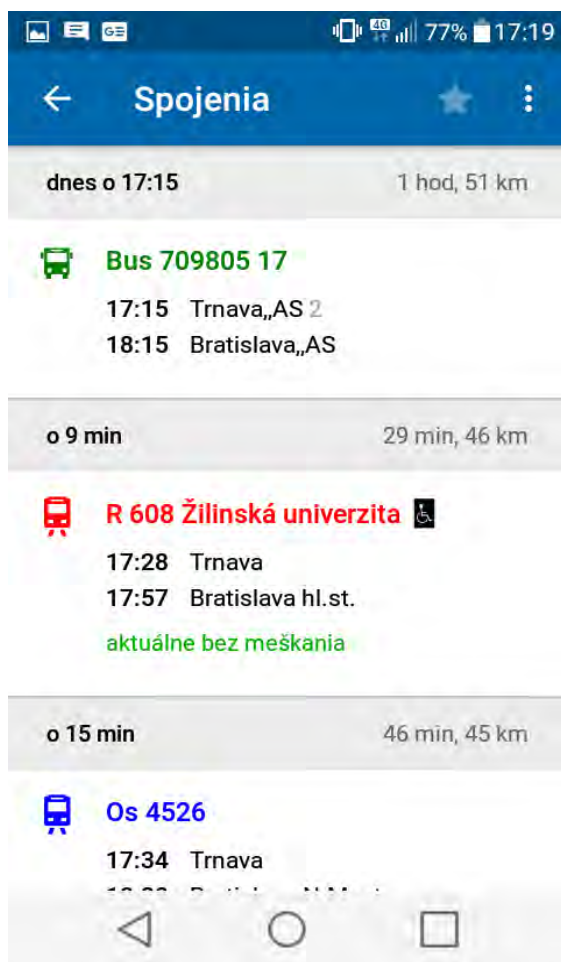 77% 17:19
Spojenia
dnes o 17:15 1 hod, 51 km
Bus 709805 17
17:15 Trnava,,AS 2
18:15 Bratislava,,AS
o 9 min 29 min, 46 km
R 608 Žilinská univerzita
17:28 Trnava
17:57 Bratislava hl.st.
aktuálne bez meškania
o 15 min 46 min, 45 km
Os 4526
17:34 Trnava